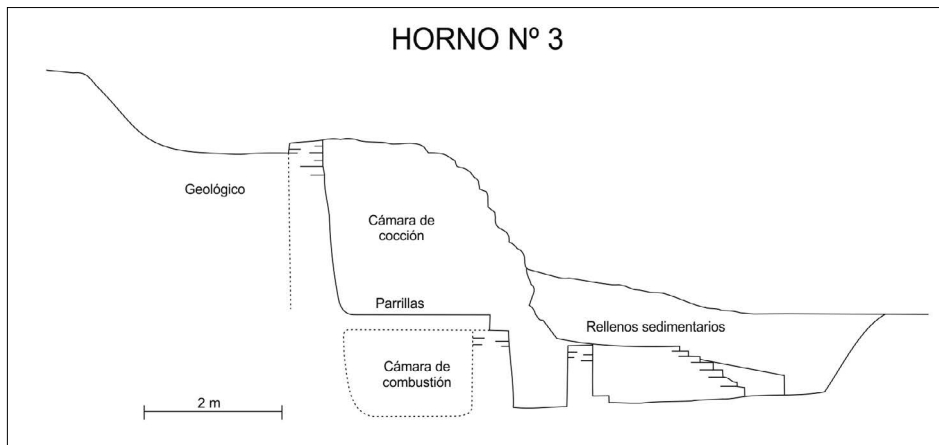 HORNO Nº 3
Geológico
Cámara de
cocción
Parrillas
Rellenos sedimentarios
Cámara de
combustión
2 m